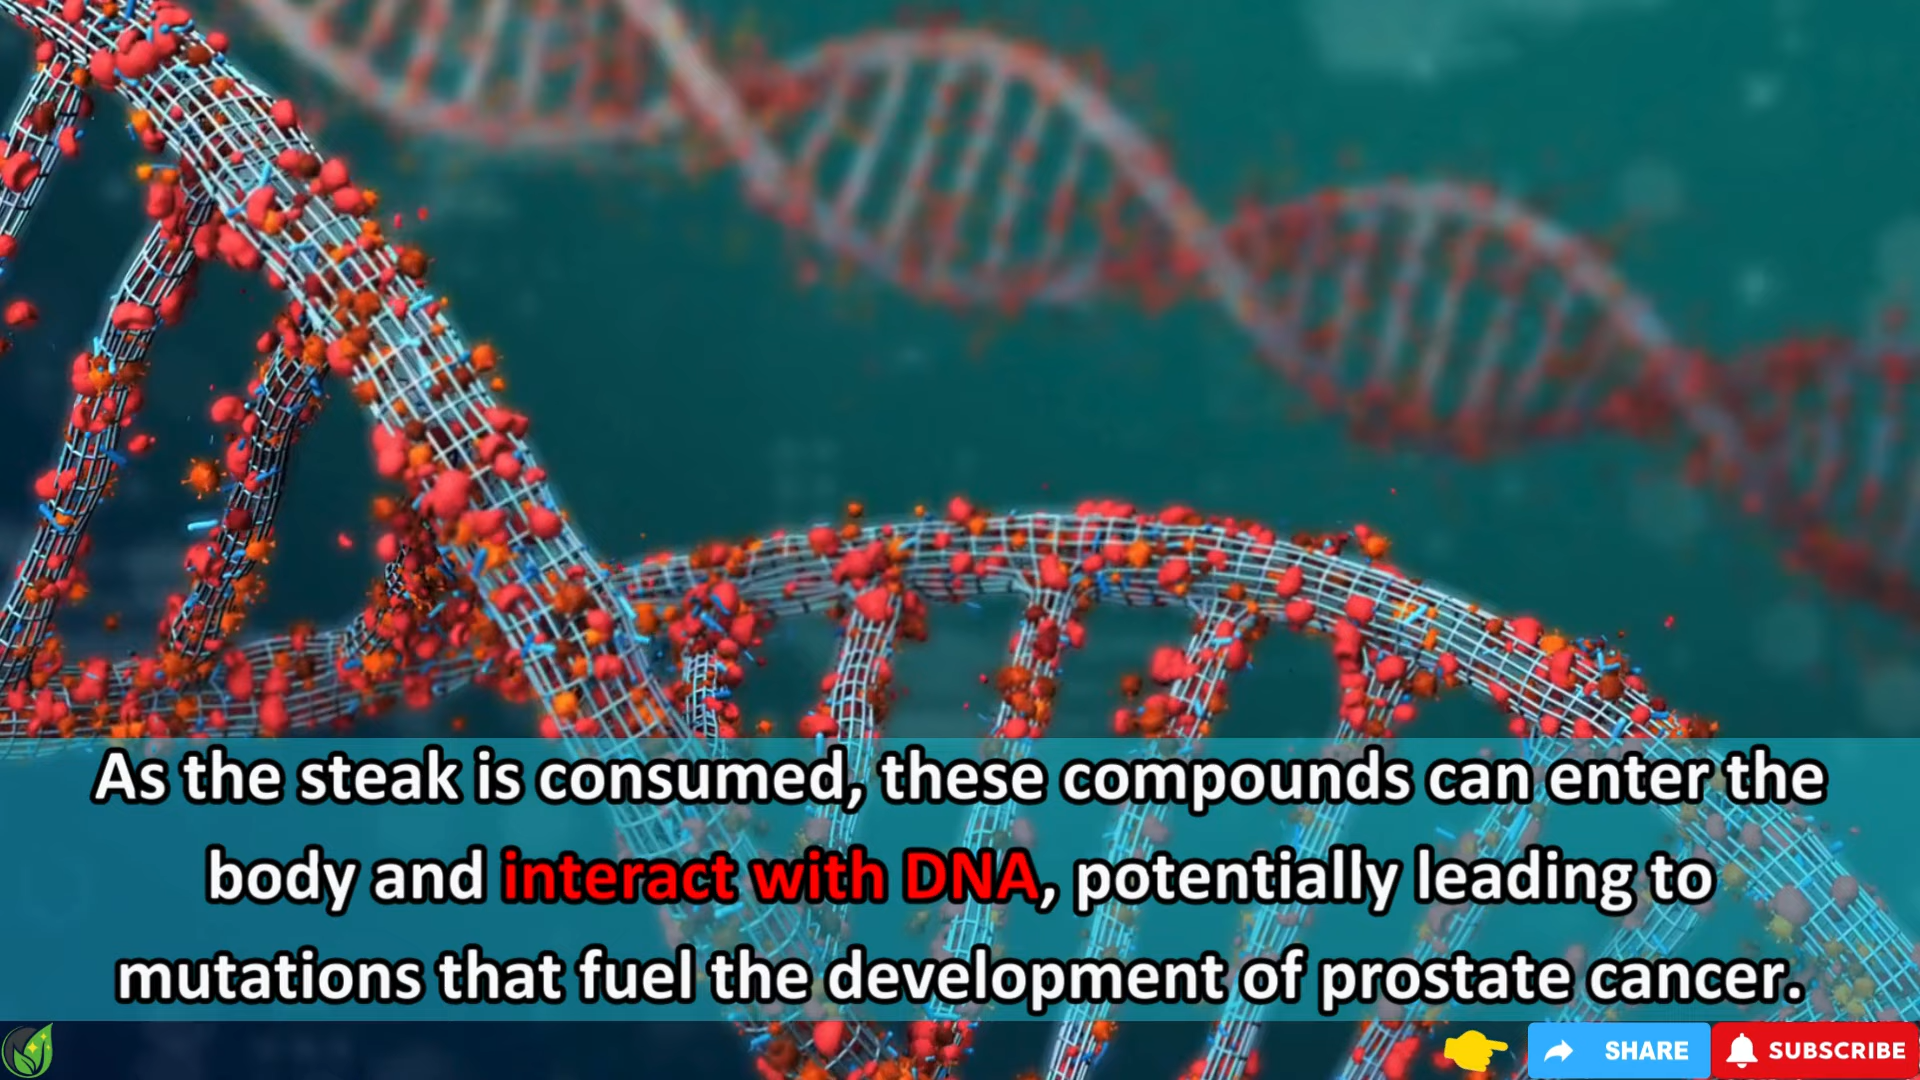 As the steak is consumed, these compounds can enter the
body and interact with DNA, potentially leading to
mutations that fuel the development of prostate cancer.
SHARE
SUBSCRIBE